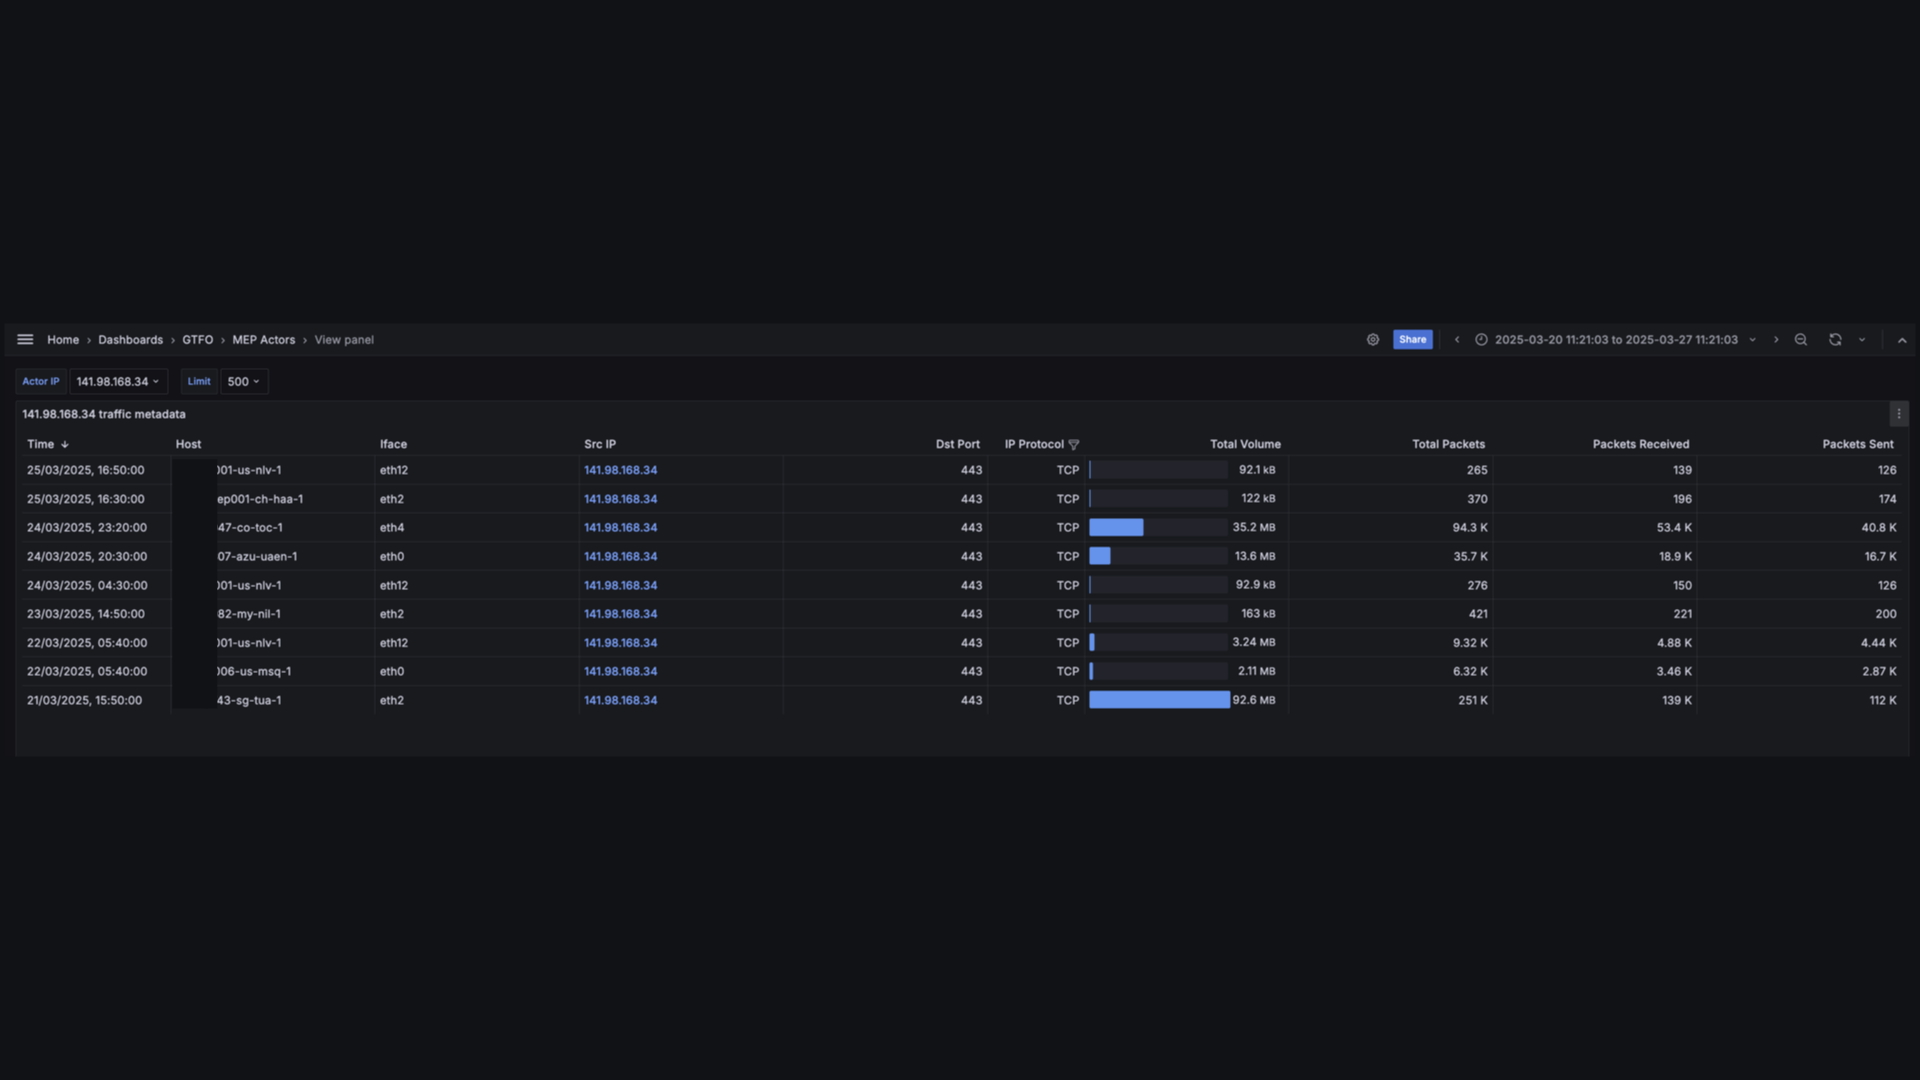 Home › Dashboards › GTFO › MEP Actors › View panel Share 2025-03-20 11:21:03 to 2025-03-27 11:21:03
Actor IP 141.98.168.34 Limit 500
141.98.168.34 traffic metadata
Time Host Iface Src IP Dst Port IP Protocol Total Volume Total Packets Packets Received Packets Sent
25/03/2025, 16:50:00 001-us-nlv-1 eth12 141.98.168.34 443 TCP 92.1 kB 265 139 126
25/03/2025, 16:30:00 ep001-ch-haa-1 eth2 141.98.168.34 443 TCP 122 kB 370 196 174
24/03/2025, 23:20:00 47-co-toc-1 eth4 141.98.168.34 443 TCP 35.2 MB 94.3 K 53.4 K 40.8 K
24/03/2025, 20:30:00 07-azu-uaen-1 eth0 141.98.168.34 443 TCP 13.6 MB 35.7 K 18.9 K 16.7 K
24/03/2025, 04:30:00 001-us-nlv-1 eth12 141.98.168.34 443 TCP 92.9 kB 276 150 126
23/03/2025, 14:50:00 82-my-nil-1 eth2 141.98.168.34 443 TCP 163 kB 421 221 200
22/03/2025, 05:40:00 001-us-nlv-1 eth12 141.98.168.34 443 TCP 3.24 MB 9.32 K 4.88 K 4.44 K
22/03/2025, 05:40:00 006-us-msq-1 eth0 141.98.168.34 443 TCP 2.11 MB 6.32 K 3.46 K 2.87 K
21/03/2025, 15:50:00 43-sg-tua-1 eth2 141.98.168.34 443 TCP 92.6 MB 251 K 139 K 112 K